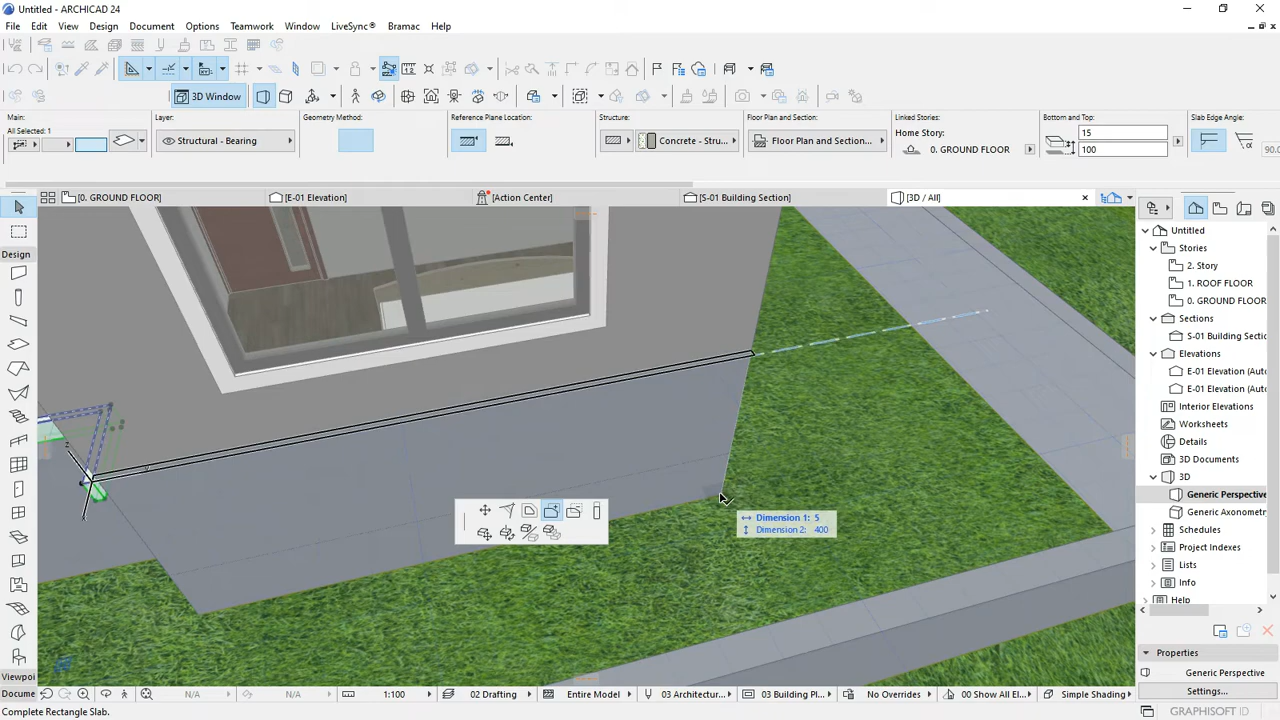 Untitled - ARCHICAD 24
File Edit View Design Document Options Teamwork Window LiveSync® Bramac Help
3D Window
Main:
All Selected: 1
Layer:
Structural - Bearing
Geometry Method:
Reference Plane Location:
Structure:
Concrete - Stru...
Floor Plan and Section:
Floor Plan and Section...
Linked Stories:
Home Story:
0. GROUND FLOOR
Bottom and Top:
15
100
Slab Edge Angle:
90.0
[0. GROUND FLOOR]
[E-01 Elevation]
[Action Center]
[S-01 Building Section]
[3D / All]
Design
Viewpoi
Docume
Dimension 1: 5
Dimension 2: 400
Untitled
Stories
2. Story
1. ROOF FLOOR
0. GROUND FLOOR
Sections
S-01 Building Sectio
Elevations
E-01 Elevation (Auto
E-01 Elevation (Auto
Interior Elevations
Worksheets
Details
3D Documents
3D
Generic Perspective
Generic Axonometr
Schedules
Project Indexes
Lists
Info
Help
Properties
Generic Perspective
Settings...
N/A
N/A
1:100
02 Drafting
Entire Model
03 Architectur...
03 Building Pl...
No Overrides
00 Show All El...
Simple Shading
Complete Rectangle Slab.
GRAPHISOFT ID